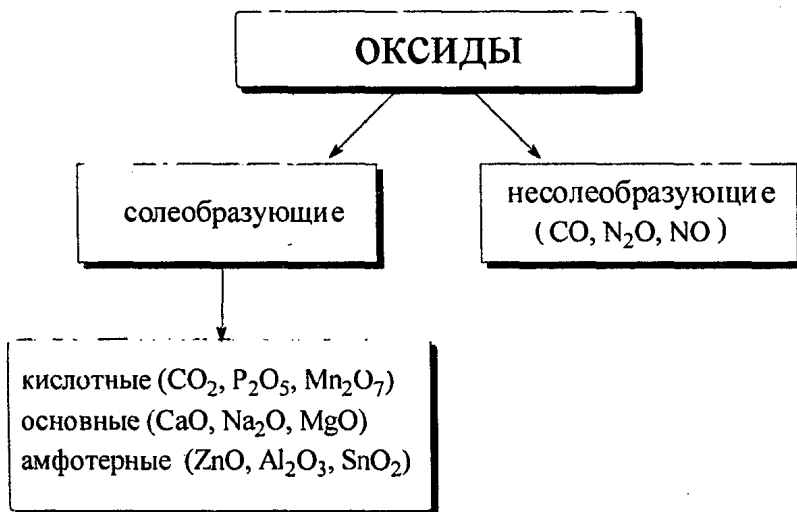 оксиды
солеобразующие
несолеобразующие
(CO, N₂O, NO)
кислотные (CO₂, P₂O₅, Mn₂O₇)
основные (CaO, Na₂O, MgO)
амфотерные (ZnO, Al₂O₃, SnO₂)